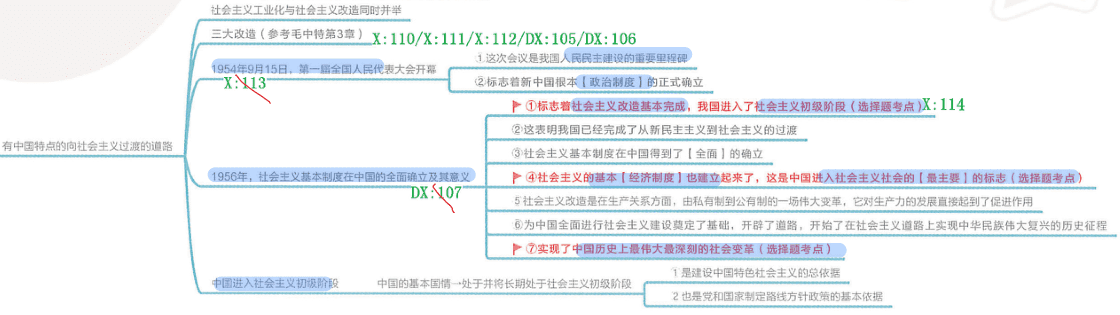 社会主义工业化与社会主义改造同时并举
三大改造（参考毛中特第3章）
X:110/X:111/X:112/DX:105/DX:106
①这次会议是我国人民民主建设的重要里程碑
1954年9月15日，第一届全国人民代表大会开幕
X:113
②标志着新中国根本【政治制度】的正式确立
①标志着社会主义改造基本完成，我国进入了社会主义初级阶段（选择题考点）
X:114
②这表明我国已经完成了从新民主主义到社会主义的过渡
有中国特点的向社会主义过渡的道路
③社会主义基本制度在中国得到了【全面】的确立
1956年，社会主义基本制度在中国的全面确立及其意义
DX:107
④社会主义的基本【经济制度】也建立起来了，这是中国进入社会主义社会的【最主要】的标志（选择题考点）
5 社会主义改造是在生产关系方面，由私有制到公有制的一场伟大变革，它对生产力的发展直接起到了促进作用
⑥为中国全面进行社会主义建设奠定了基础，开辟了道路，开始了在社会主义道路上实现中华民族伟大复兴的历史征程
⑦实现了中国历史上最伟大最深刻的社会变革（选择题考点）
中国进入社会主义初级阶段
中国的基本国情→处于并将长期处于社会主义初级阶段
1 是建设中国特色社会主义的总依据
2 也是党和国家制定路线方针政策的基本依据